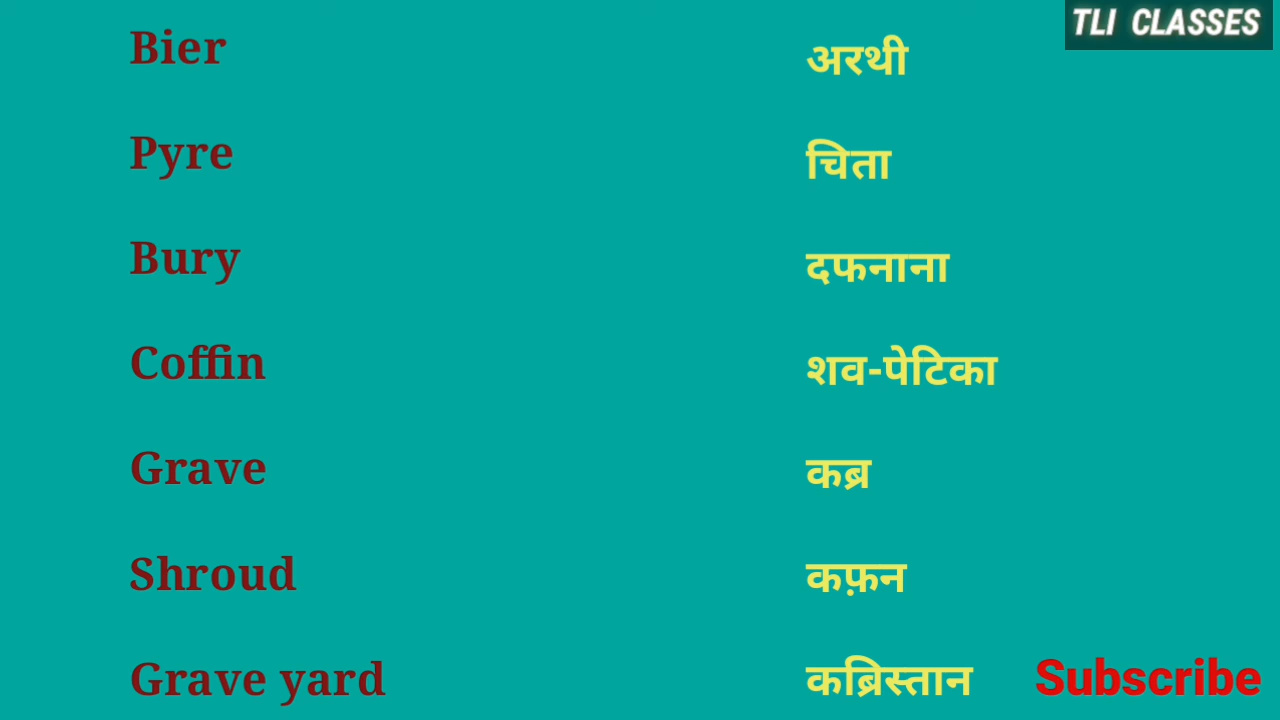 TLI CLASSES
Bier अरथी
Pyre चिता
Bury दफनाना
Coffin शव-पेटिका
Grave कब्र
Shroud कफ़न
Grave yard कब्रिस्तान
Subscribe